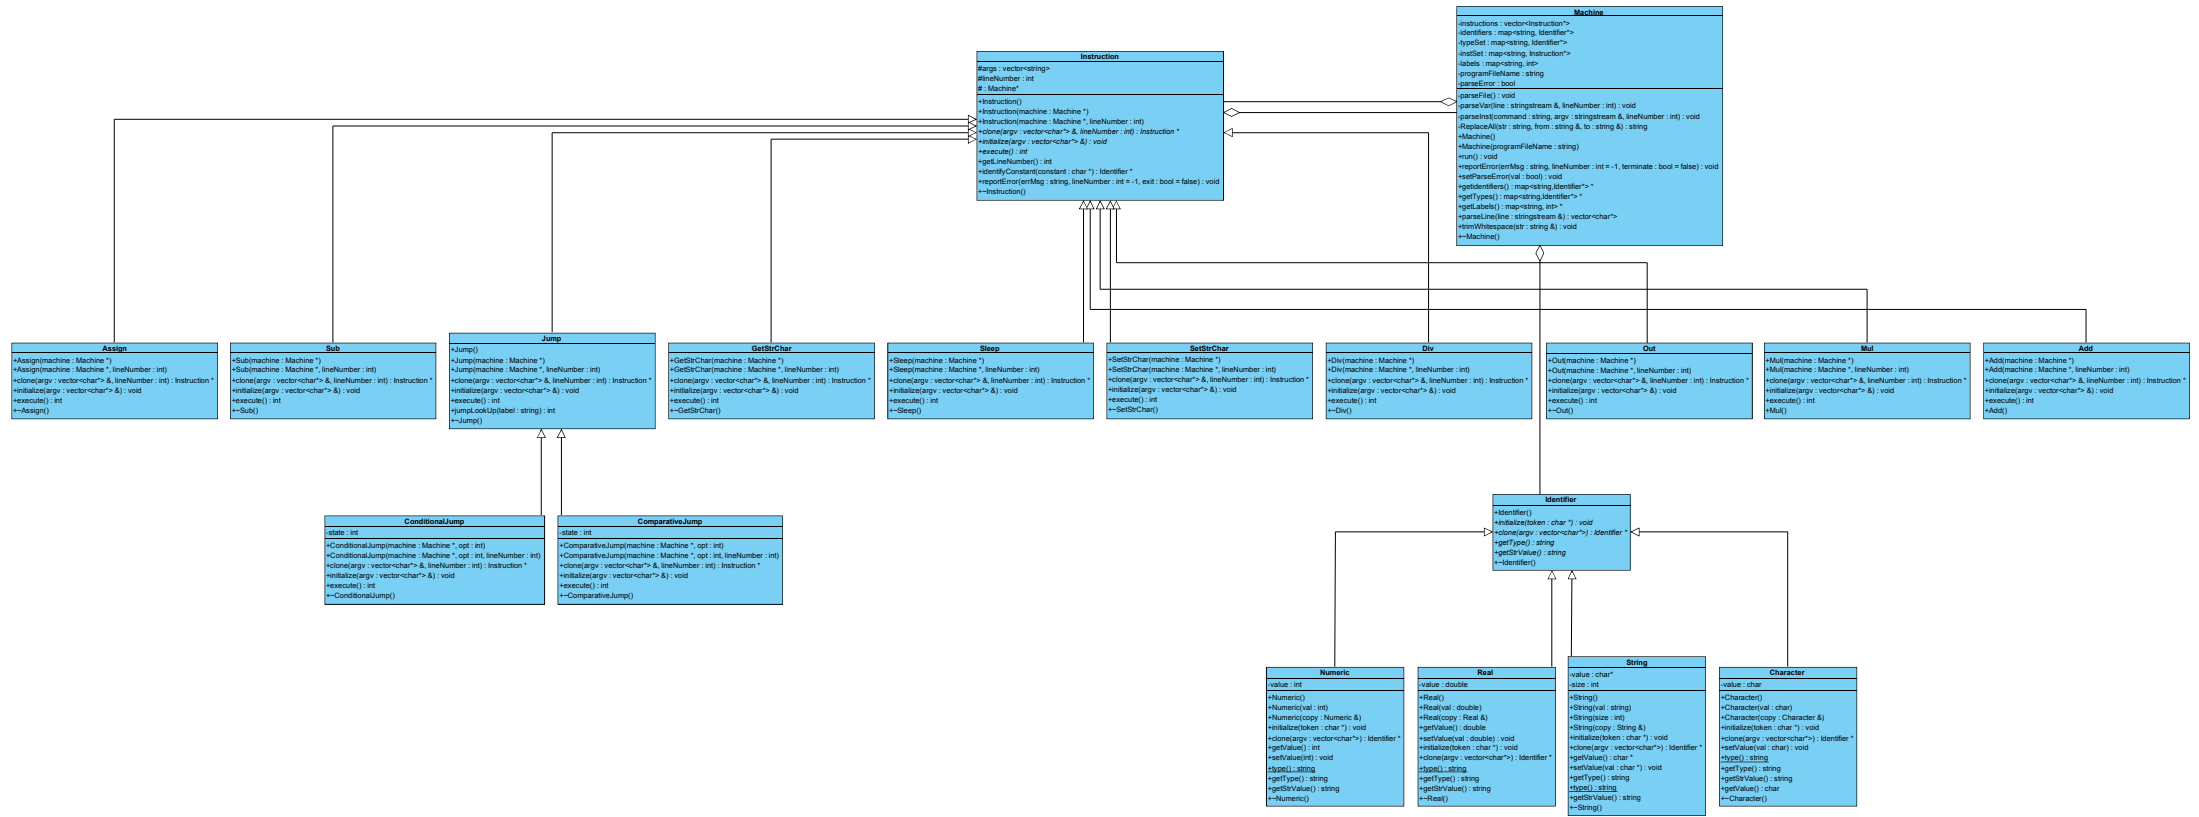 Machine
-instructions : vector<Instruction*>
-identifiers : map<string, Identifier*>
-typeSet : map<string, Identifier*>
-instSet : map<string, Instruction*>
-labels : map<string, int>
-programFileName : string
-parseError : bool
-parseFile() : void
-parseVar(line : stringstream &, lineNumber : int) : void
-parseInst(command : string, argv : stringstream &, lineNumber : int) : void
-ReplaceAll(str : string, from : string &, to : string &) : string
+Machine()
+Machine(programFileName : string)
+run() : void
+reportError(errMsg : string, lineNumber : int = -1, terminate : bool = false) : void
+setParseError(val : bool) : void
+getIdentifiers() : map<string,Identifier*> *
+getTypes() : map<string,Identifier*> *
+getLabels() : map<string, int> *
+parseLine(line : stringstream &) : vector<char*>
+trimWhitespace(str : string &) : void
+~Machine()
Instruction
#args : vector<string>
#lineNumber : int
# : Machine*
+Instruction()
+Instruction(machine : Machine *)
+Instruction(machine : Machine *, lineNumber : int)
+clone(argv : vector<char*> &, lineNumber : int) : Instruction *
+initialize(argv : vector<char*> &) : void
+execute() : int
+getLineNumber() : int
+identifyConstant(constant : char *) : Identifier *
+reportError(errMsg : string, lineNumber : int = -1, exit : bool = false) : void
+~Instruction()
Assign
+Assign(machine : Machine *)
+Assign(machine : Machine *, lineNumber : int)
+clone(argv : vector<char*> &, lineNumber : int) : Instruction *
+initialize(argv : vector<char*> &) : void
+execute() : int
+~Assign()
Sub
+Sub(machine : Machine *)
+Sub(machine : Machine *, lineNumber : int)
+clone(argv : vector<char*> &, lineNumber : int) : Instruction *
+initialize(argv : vector<char*> &) : void
+execute() : int
+~Sub()
Jump
+Jump()
+Jump(machine : Machine *)
+Jump(machine : Machine *, lineNumber : int)
+clone(argv : vector<char*> &, lineNumber : int) : Instruction *
+initialize(argv : vector<char*> &) : void
+execute() : int
+jumpLookUp(label : string) : int
+~Jump()
GetStrChar
+GetStrChar(machine : Machine *)
+GetStrChar(machine : Machine *, lineNumber : int)
+clone(argv : vector<char*> &, lineNumber : int) : Instruction *
+initialize(argv : vector<char*> &) : void
+execute() : int
+~GetStrChar()
Sleep
+Sleep(machine : Machine *)
+Sleep(machine : Machine *, lineNumber : int)
+clone(argv : vector<char*> &, lineNumber : int) : Instruction *
+initialize(argv : vector<char*> &) : void
+execute() : int
+~Sleep()
SetStrChar
+SetStrChar(machine : Machine *)
+SetStrChar(machine : Machine *, lineNumber : int)
+clone(argv : vector<char*> &, lineNumber : int) : Instruction *
+initialize(argv : vector<char*> &) : void
+execute() : int
+~SetStrChar()
Div
+Div(machine : Machine *)
+Div(machine : Machine *, lineNumber : int)
+clone(argv : vector<char*> &, lineNumber : int) : Instruction *
+initialize(argv : vector<char*> &) : void
+execute() : int
+~Div()
Out
+Out(machine : Machine *)
+Out(machine : Machine *, lineNumber : int)
+clone(argv : vector<char*> &, lineNumber : int) : Instruction *
+initialize(argv : vector<char*> &) : void
+execute() : int
+~Out()
Mul
+Mul(machine : Machine *)
+Mul(machine : Machine *, lineNumber : int)
+clone(argv : vector<char*> &, lineNumber : int) : Instruction *
+initialize(argv : vector<char*> &) : void
+execute() : int
+Mul()
Add
+Add(machine : Machine *)
+Add(machine : Machine *, lineNumber : int)
+clone(argv : vector<char*> &, lineNumber : int) : Instruction *
+initialize(argv : vector<char*> &) : void
+execute() : int
+Add()
ConditionalJump
-state : int
+ConditionalJump(machine : Machine *, opt : int)
+ConditionalJump(machine : Machine *, opt : int, lineNumber : int)
+clone(argv : vector<char*> &, lineNumber : int) : Instruction *
+initialize(argv : vector<char*> &) : void
+execute() : int
+~ConditionalJump()
ComparativeJump
-state : int
+ComparativeJump(machine : Machine *, opt : int)
+ComparativeJump(machine : Machine *, opt : int, lineNumber : int)
+clone(argv : vector<char*> &, lineNumber : int) : Instruction *
+initialize(argv : vector<char*> &) : void
+execute() : int
+~ComparativeJump()
Identifier
+Identifier()
+initialize(token : char *) : void
+clone(argv : vector<char*>) : Identifier *
+getType() : string
+getStrValue() : string
+~Identifier()
Numeric
-value : int
+Numeric()
+Numeric(val : int)
+Numeric(copy : Numeric &)
+initialize(token : char *) : void
+clone(argv : vector<char*>) : Identifier *
+getValue() : int
+setValue(int) : void
+type() : string
+getType() : string
+getStrValue() : string
+~Numeric()
Real
-value : double
+Real()
+Real(val : double)
+Real(copy : Real &)
+getValue() : double
+setValue(val : double) : void
+initialize(token : char *) : void
+clone(argv : vector<char*>) : Identifier *
+type() : string
+getType() : string
+getStrValue() : string
+~Real()
String
-value : char*
-size : int
+String()
+String(val : string)
+String(size : int)
+String(copy : String &)
+initialize(token : char *) : void
+clone(argv : vector<char*>) : Identifier *
+getValue() : char *
+setValue(val : char *) : void
+getType() : string
+type() : string
+getStrValue() : string
+~String()
Character
-value : char
+Character()
+Character(val : char)
+Character(copy : Character &)
+initialize(token : char *) : void
+clone(argv : vector<char*>) : Identifier *
+setValue(val : char) : void
+type() : string
+getType() : string
+getStrValue() : string
+getValue() : char
+~Character()